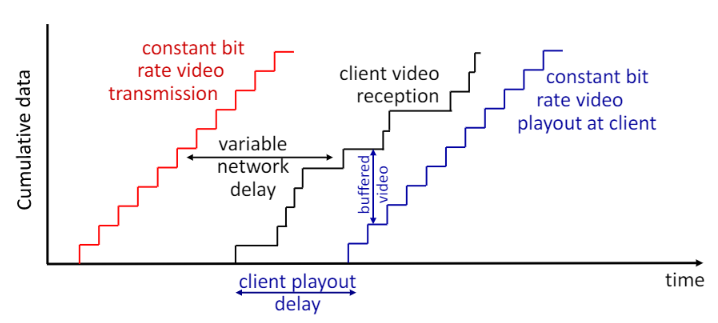 constant bit
rate video
transmission
client video
reception
constant bit
rate video
playout at client
variable
network
delay
buffered
video
Cumulative data
time
client playout
delay